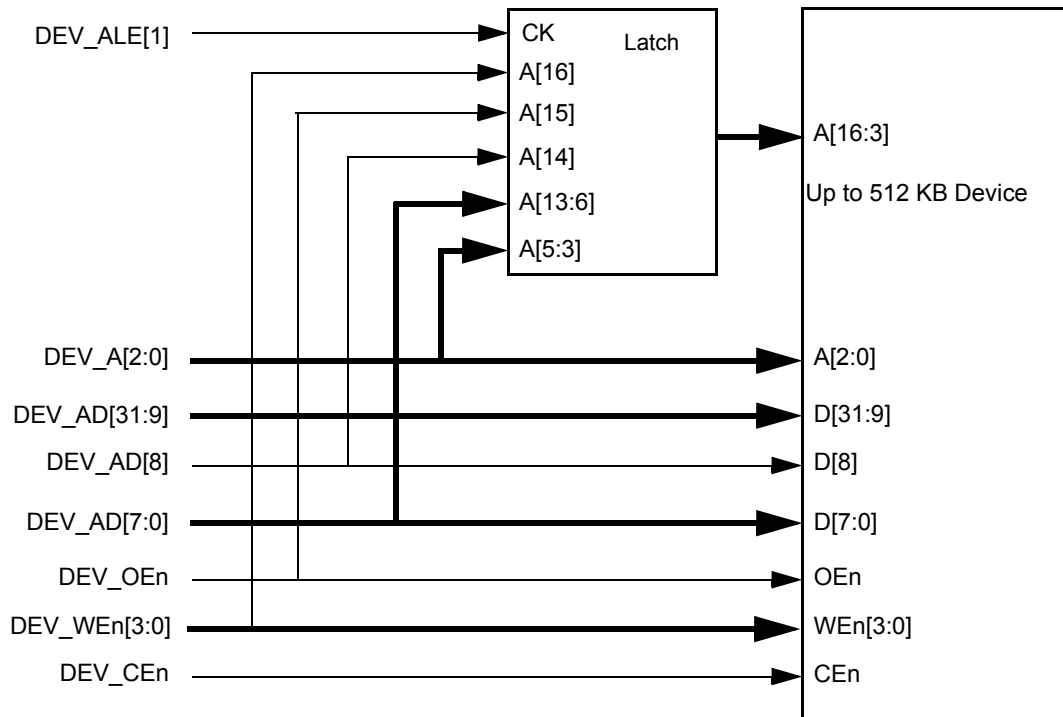 DEV_ALE[1]
CK
Latch
A[16]
A[15]
A[14]
A[13:6]
A[5:3]
A[16:3]
Up to 512 KB Device
DEV_A[2:0]
A[2:0]
DEV_AD[31:9]
D[31:9]
DEV_AD[8]
D[8]
DEV_AD[7:0]
D[7:0]
DEV_OEn
OEn
DEV_WEn[3:0]
WEn[3:0]
DEV_CEn
CEn